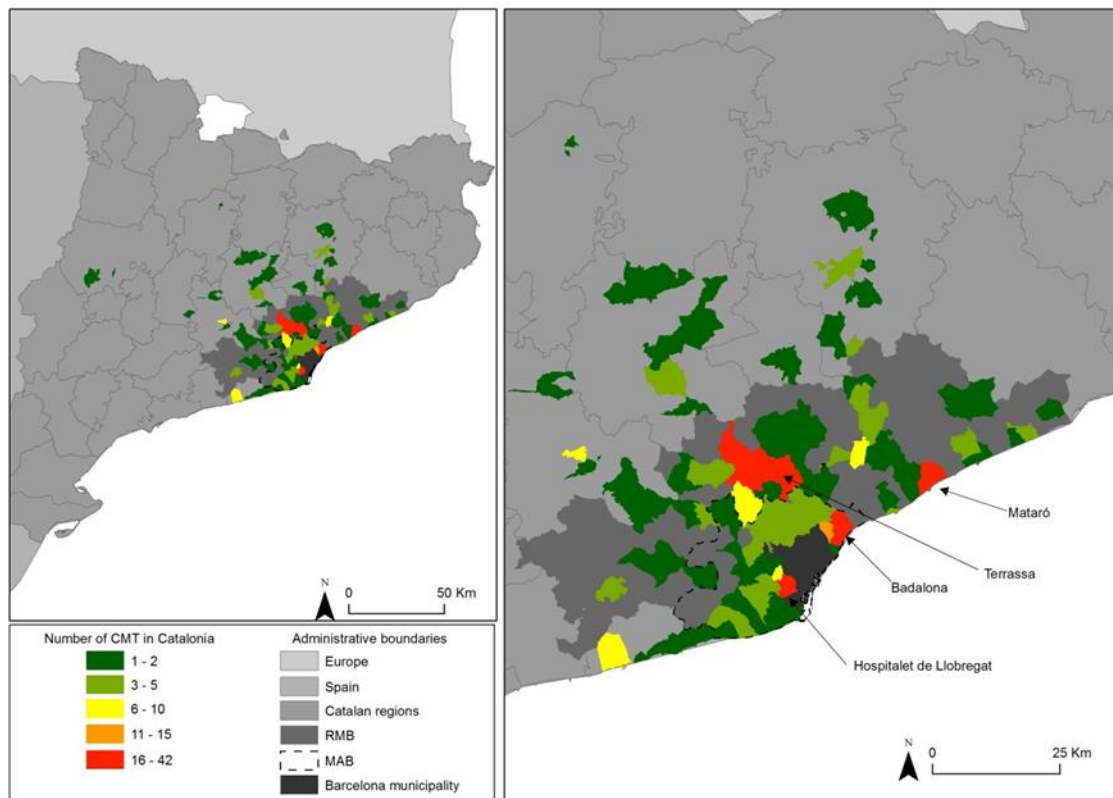 N
0
50 Km
Number of CMT in Catalonia
1 - 2
3 - 5
6 - 10
11 - 15
16 - 42
Administrative boundaries
Europe
Spain
Catalan regions
RMB
MAB
Barcelona municipality
Mataró
Terrassa
Badalona
Hospitalet de Llobregat
N
0
25 Km